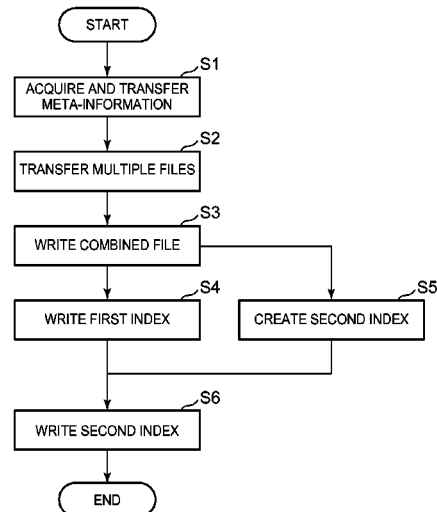 START
S1
ACQUIRE AND TRANSFER
META-INFORMATION
S2
TRANSFER MULTIPLE FILES
S3
WRITE COMBINED FILE
S4
WRITE FIRST INDEX
S5
CREATE SECOND INDEX
S6
WRITE SECOND INDEX
END